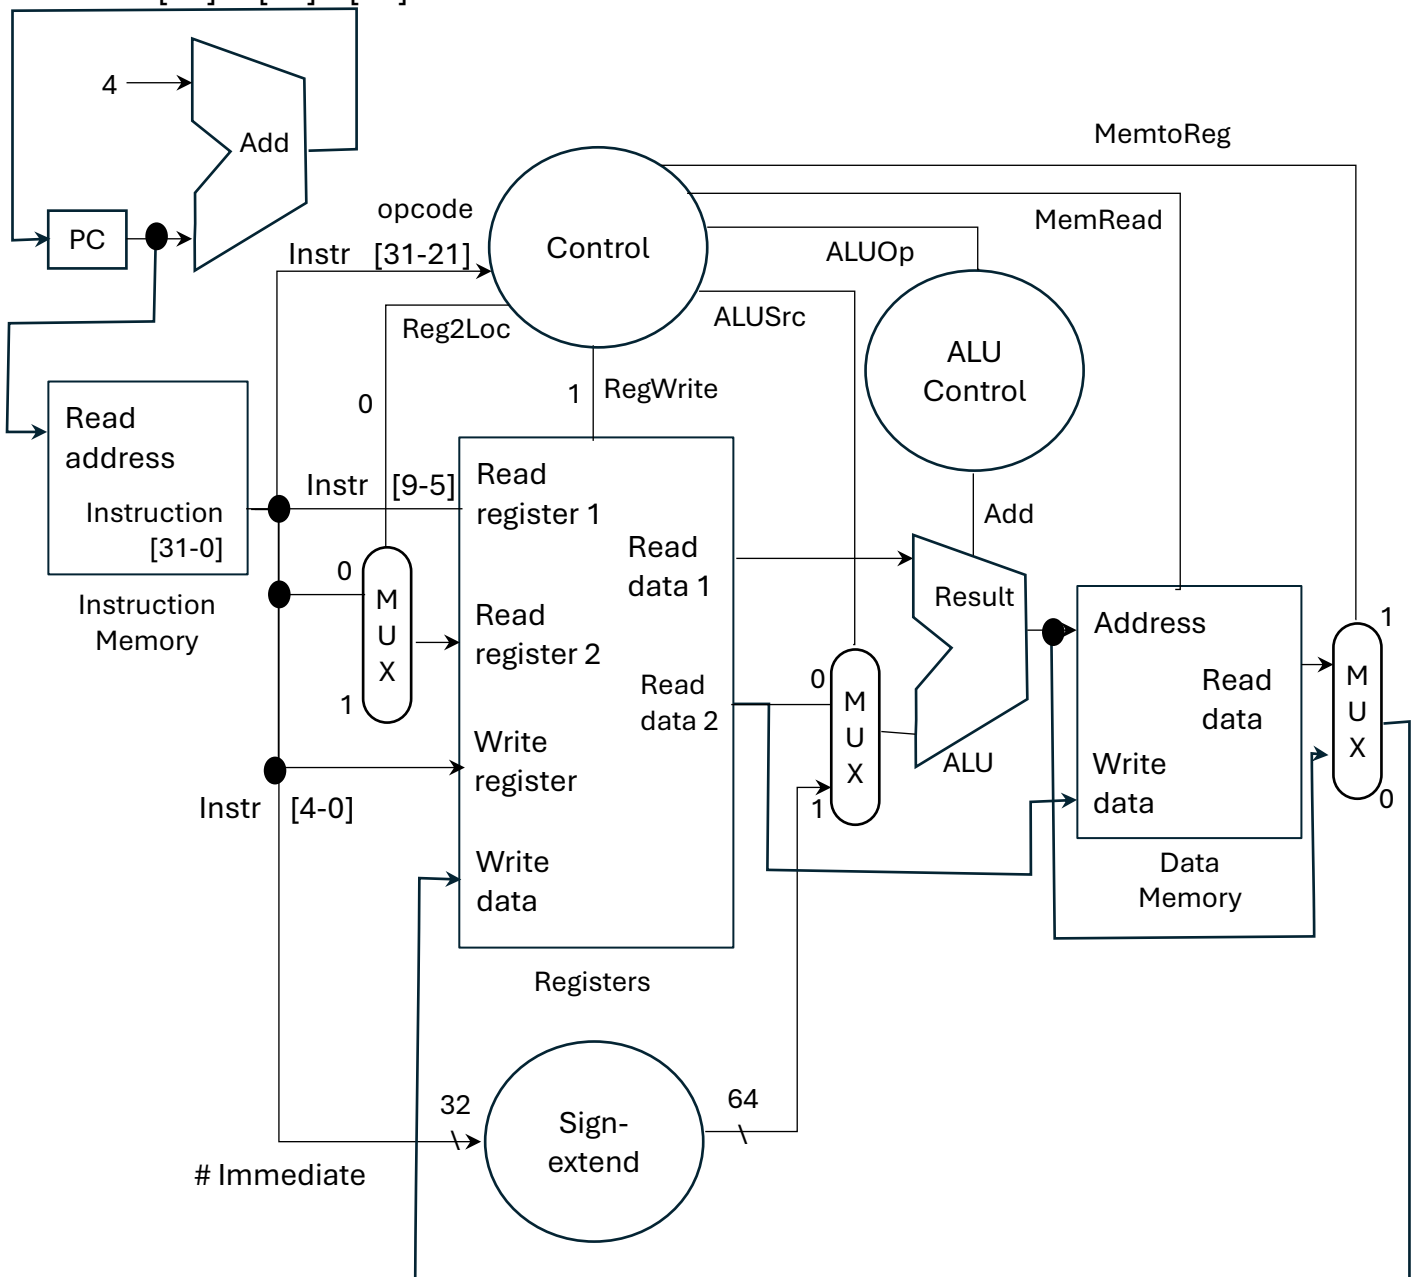 4
Add
MemtoReg
opcode
MemRead
PC
Control
Instr [31-21]
ALUOp
Reg2Loc
ALUSrc
ALU
Control
0
1
RegWrite
Read
address
Instr [9-5]
Read
register 1
Instruction
[31-0]
Add
Read
data 1
0
M
U
X
1
Instruction
Memory
Result
Read
register 2
Address
1
Read
data 2
0
M
U
X
1
Read
data
M
U
X
0
Write
register
ALU
Write
data
Instr [4-0]
Write
data
Data
Memory
Registers
32
64
Sign-
extend
# Immediate